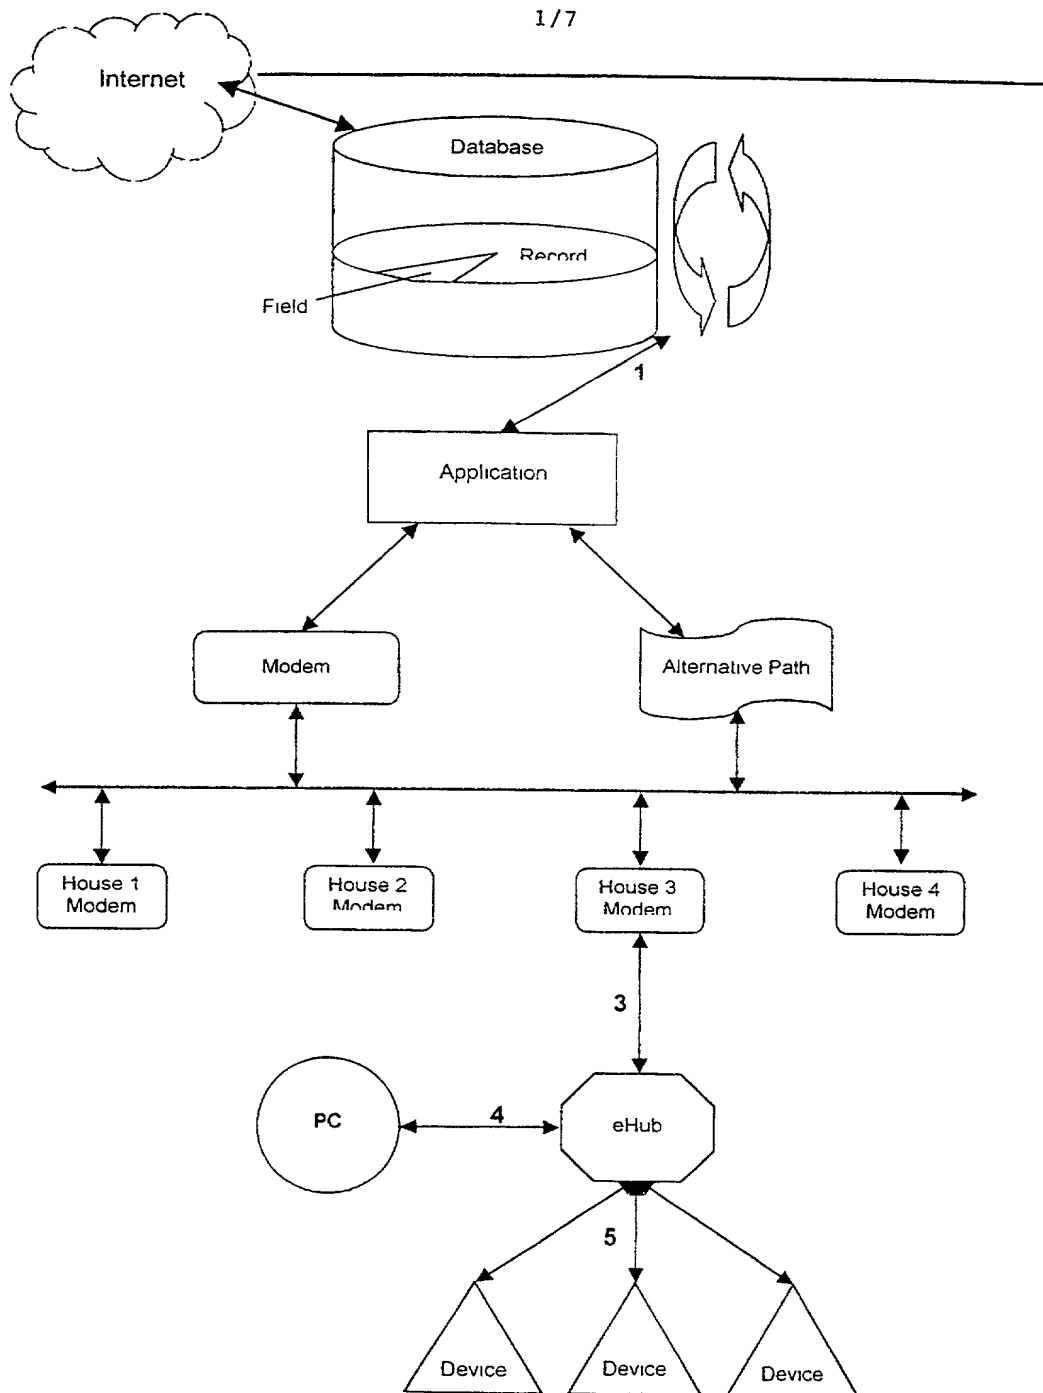 1/7
Internet
Database
Record
Field
1
Application
Modem
Alternative Path
House 1
Modem
House 2
Modem
House 3
Modem
House 4
Modem
3
PC
4
eHub
5
Device
Device
Device